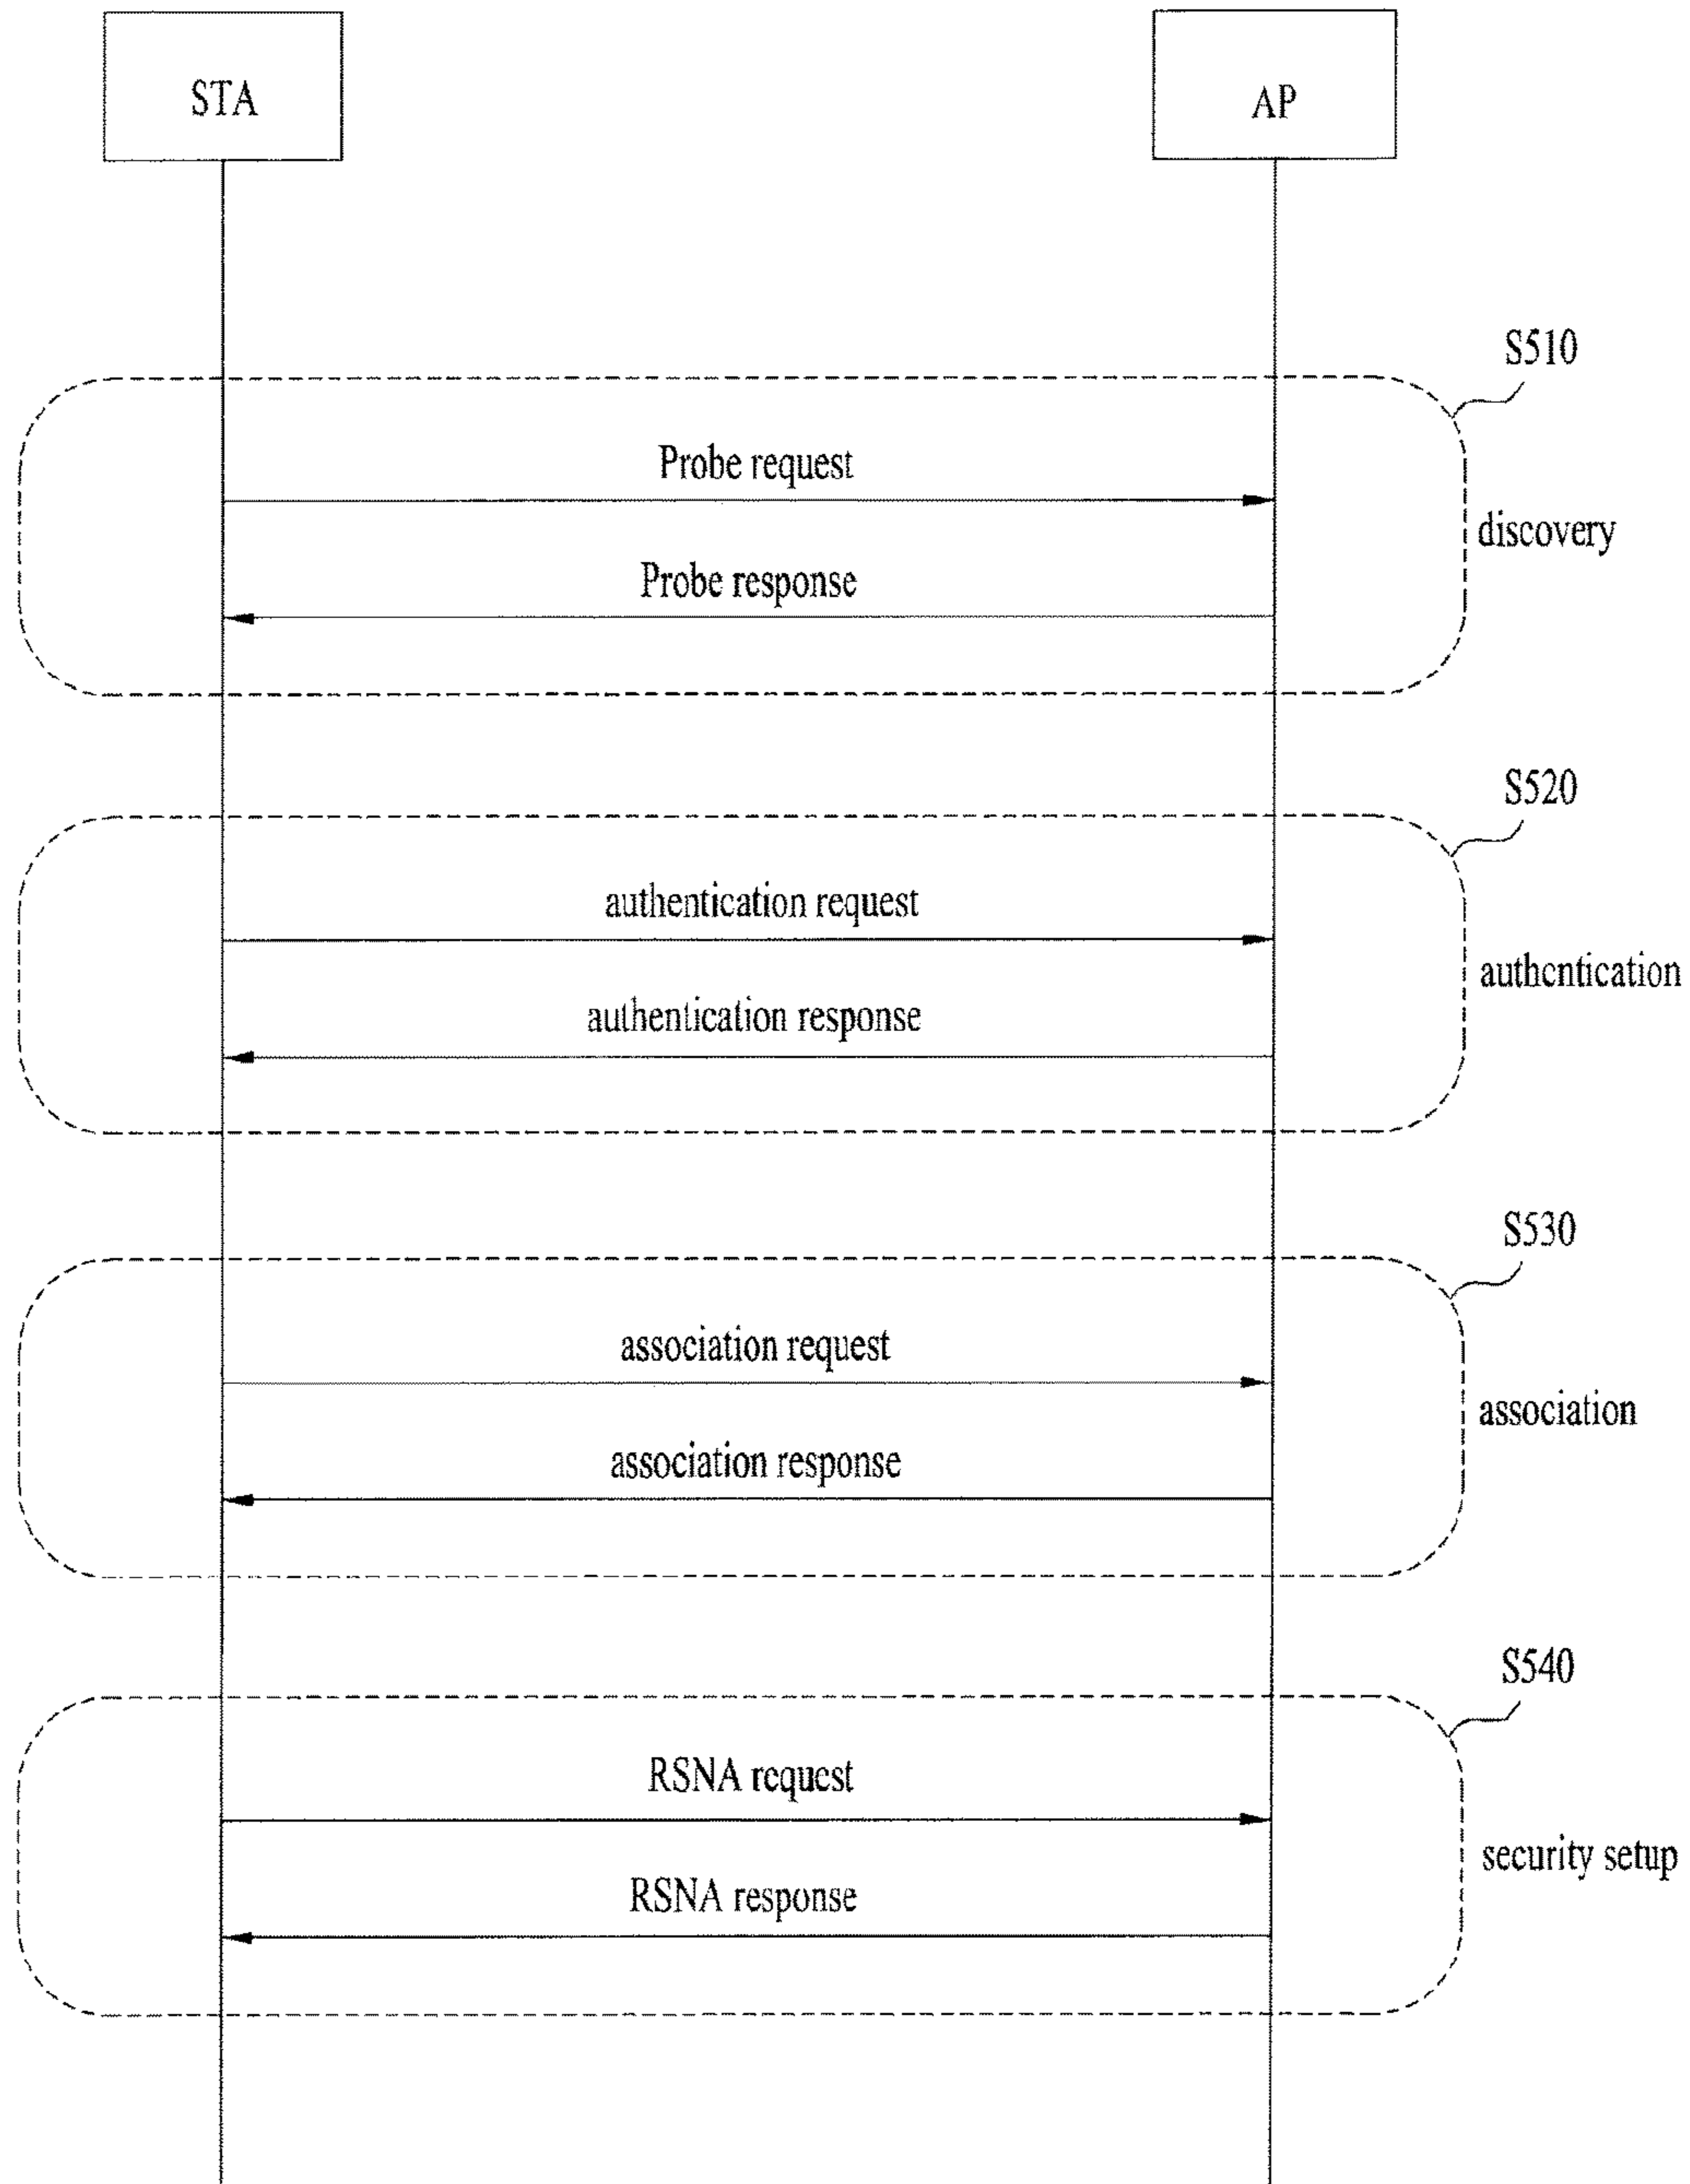 STA
AP
S510
Probe request
discovery
Probe response
S520
authentication request
authentication
authentication response
S530
association request
association
association response
S540
RSNA request
security setup
RSNA response